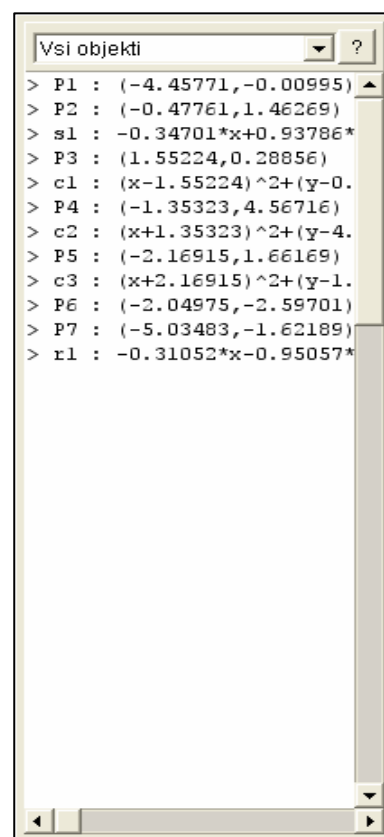 Vsi objekti ?
> P1 : (-4.45771,-0.00995)
> P2 : (-0.47761,1.46269)
> s1 : -0.34701*x+0.93786*
> P3 : (1.55224,0.28856)
> c1 : (x-1.55224)^2+(y-0.
> P4 : (-1.35323,4.56716)
> c2 : (x+1.35323)^2+(y-4.
> P5 : (-2.16915,1.66169)
> c3 : (x+2.16915)^2+(y-1.
> P6 : (-2.04975,-2.59701)
> P7 : (-5.03483,-1.62189)
> r1 : -0.31052*x-0.95057*